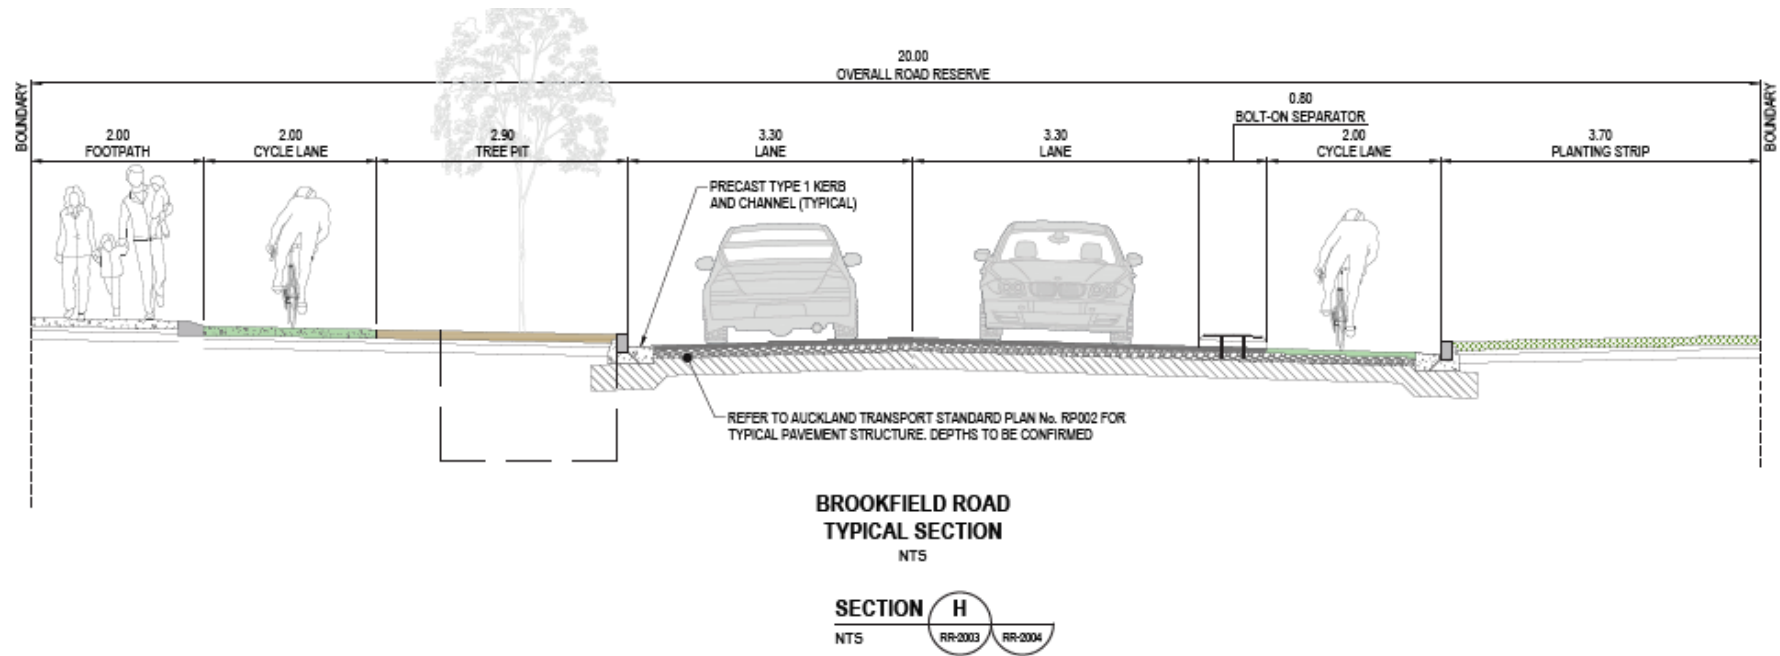 20.00
OVERALL ROAD RESERVE
BOUNDARY
BOUNDARY
0.80
BOLT-ON SEPARATOR
2.00
FOOTPATH
2.00
CYCLE LANE
2.90
TREE PIT
3.30
LANE
3.30
LANE
2.00
CYCLE LANE
3.70
PLANTING STRIP
PRECAST TYPE 1 KERB
AND CHANNEL (TYPICAL)
REFER TO AUCKLAND TRANSPORT STANDARD PLAN No. RP002 FOR
TYPICAL PAVEMENT STRUCTURE. DEPTHS TO BE CONFIRMED
BROOKFIELD ROAD
TYPICAL SECTION
NTS
SECTION H
NTS RR-2003 RR-2004